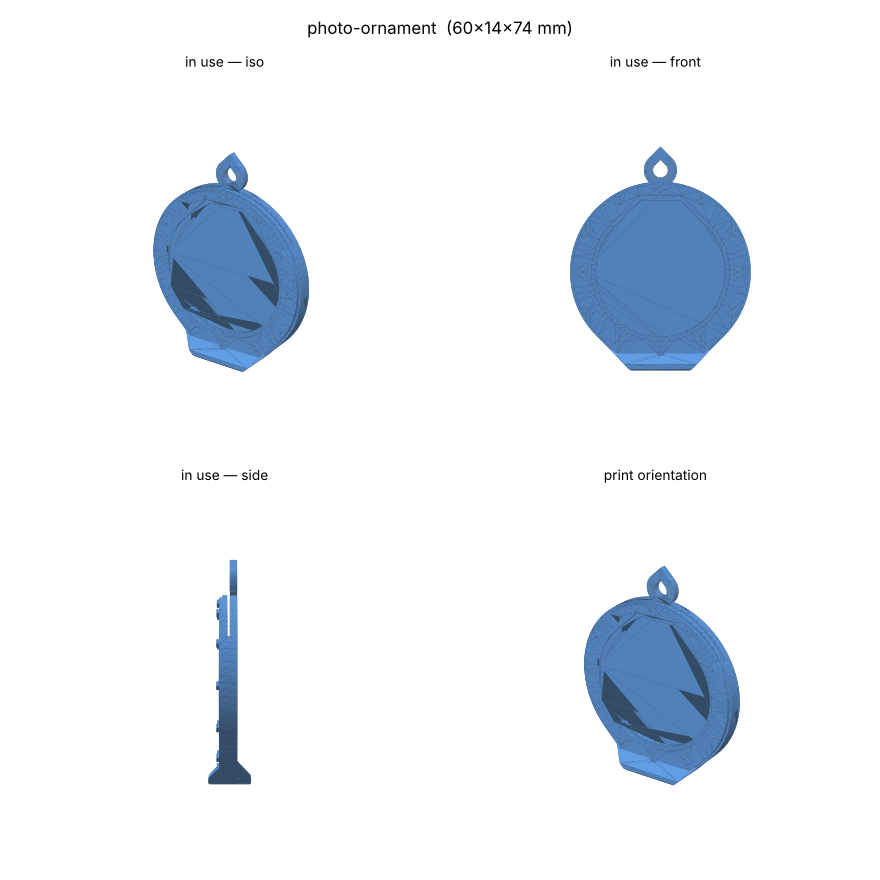 photo-ornament (60×14×74 mm)
in use — iso
in use — front
in use — side
print orientation